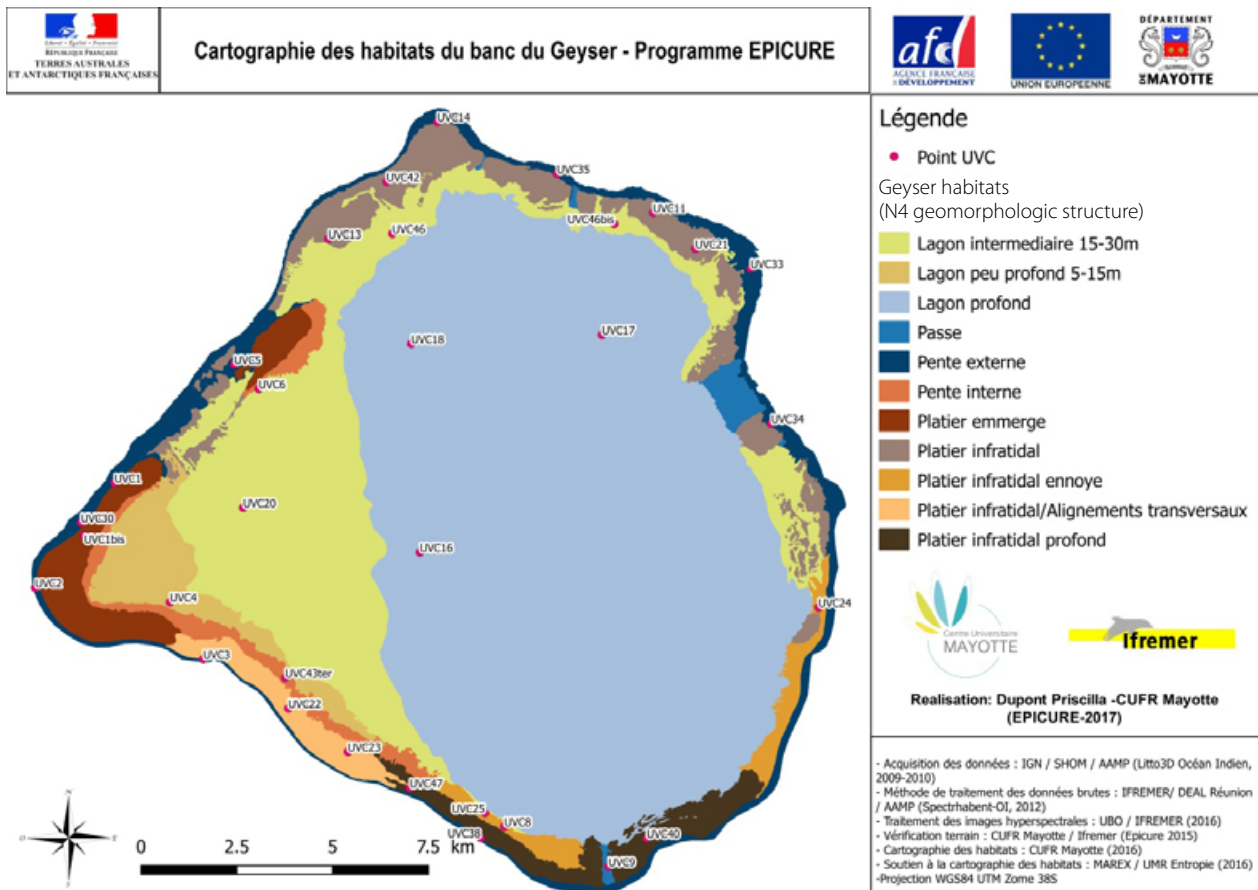 Liberté • Égalité • Fraternité
RÉPUBLIQUE FRANÇAISE
TERRES AUSTRALES
ET ANTARCTIQUES FRANÇAISES
Cartographie des habitats du banc du Geyser - Programme EPICURE
afd
AGENCE FRANÇAISE
DE DÉVELOPPEMENT
UNION EUROPEENNE
DÉPARTEMENT
DE MAYOTTE
UVC14
UVC35
UVC42
UVC11
UVC46bis
UVC13
UVC46
UVC21
UVC33
UVC17
UVC18
UVC5
UVC6
UVC34
UVC1
UVC20
UVC30
UVC1bis
UVC16
UVC2
UVC4
UVC24
UVC3
UVC43ter
UVC22
UVC23
UVC47
UVC25
UVC8
UVC38
UVC40
UVC9
N
O
E
S
0 2.5 5 7.5 km
Légende
Point UVC
Geyser habitats
(N4 geomorphologic structure)
Lagon intermediaire 15-30m
Lagon peu profond 5-15m
Lagon profond
Passe
Pente externe
Pente interne
Platier emmerge
Platier infratidal
Platier infratidal ennoye
Platier infratidal/Alignements transversaux
Platier infratidal profond
Centre Universitaire
MAYOTTE
Ifremer
Realisation: Dupont Priscilla -CUFR Mayotte
(EPICURE-2017)
- Acquisition des données : IGN / SHOM / AAMP (Litto3D Océan Indien,
2009-2010)
- Méthode de traitement des données brutes : IFREMER/ DEAL Réunion
/ AAMP (Spectrhabent-OI, 2012)
- Traitement des images hyperspectrales : UBO / IFREMER (2016)
- Vérification terrain : CUFR Mayotte / Ifremer (Epicure 2015)
- Cartographie des habitats : CUFR Mayotte (2016)
- Soutien à la cartographie des habitats : MAREX / UMR Entropie (2016)
-Projection WGS84 UTM Zome 38S